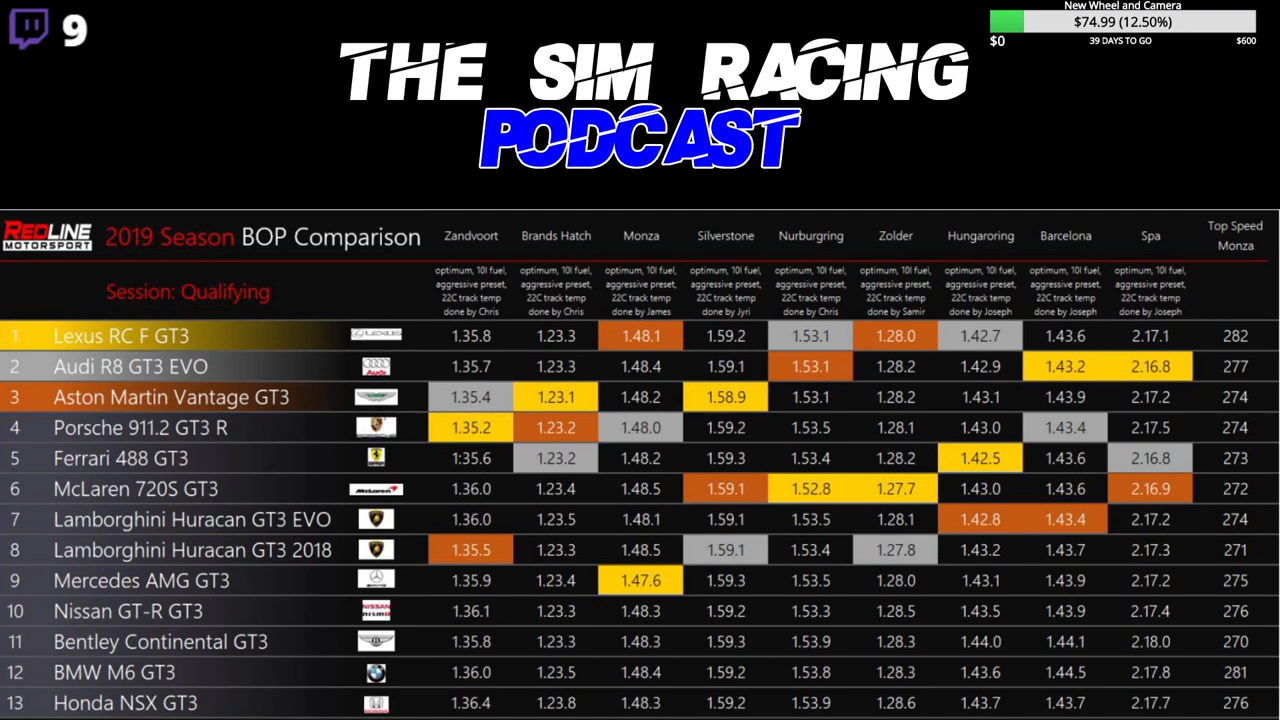 9
New Wheel and Camera
$74.99 (12.50%)
$0 39 DAYS TO GO $600
THE SIM RACING
PODCAST
REDLINE MOTORSPORT 2019 Season BOP Comparison Zandvoort Brands Hatch Monza Silverstone Nurburgring Zolder Hungaroring Barcelona Spa Top Speed Monza
Session: Qualifying
optimum, 10l fuel, optimum, 10l fuel, optimum, 10l fuel, optimum, 10l fuel, optimum, 10l fuel, optimum, 10l fuel, optimum, 10l fuel, optimum, 10l fuel, optimum, 10l fuel,
aggressive preset, aggressive preset, aggressive preset, aggressive preset, aggressive preset, aggressive preset, aggressive preset, aggressive preset, aggressive preset,
22C track temp 22C track temp 22C track temp 22C track temp 22C track temp 22C track temp 22C track temp 22C track temp 22C track temp
done by Chris done by Chris done by James done by Jyri done by Chris done by Samir done by Joseph done by Joseph done by Joseph
1 Lexus RC F GT3 LEXUS 1.35.8 1.23.3 1.48.1 1.59.2 1.53.1 1.28.0 1.42.7 1.43.6 2.17.1 282
2 Audi R8 GT3 EVO Audi 1.35.7 1.23.3 1.48.4 1.59.1 1.53.1 1.28.2 1.42.9 1.43.2 2.16.8 277
3 Aston Martin Vantage GT3 1.35.4 1.23.1 1.48.2 1.58.9 1.53.1 1.28.2 1.43.1 1.43.9 2.17.2 274
4 Porsche 911.2 GT3 R 1.35.2 1.23.2 1.48.0 1.59.2 1.53.5 1.28.1 1.43.0 1.43.4 2.17.5 274
5 Ferrari 488 GT3 1:35.6 1.23.2 1.48.2 1.59.3 1.53.4 1.28.2 1.42.5 1.43.6 2.16.8 273
6 McLaren 720S GT3 McLaren 1.36.0 1.23.4 1.48.5 1.59.1 1.52.8 1.27.7 1.43.0 1.43.6 2.16.9 272
7 Lamborghini Huracan GT3 EVO 1.36.0 1.23.5 1.48.1 1.59.1 1.53.5 1.28.1 1.42.8 1.43.4 2.17.2 274
8 Lamborghini Huracan GT3 2018 1.35.5 1.23.3 1.48.5 1.59.1 1.53.4 1.27.8 1.43.2 1.43.7 2.17.3 271
9 Mercedes AMG GT3 1.35.9 1.23.4 1.47.6 1.59.3 1.53.5 1.28.0 1.43.1 1.43.9 2.17.2 275
10 Nissan GT-R GT3 NISSAN nismo 1.36.1 1.23.3 1.48.3 1.59.2 1.53.3 1.28.5 1.43.5 1.43.5 2.17.4 276
11 Bentley Continental GT3 1.35.8 1.23.3 1.48.3 1.59.3 1.53.9 1.28.3 1.44.0 1.44.1 2.18.0 270
12 BMW M6 GT3 1.36.0 1.23.5 1.48.4 1.59.2 1.53.8 1.28.3 1.43.6 1.44.5 2.17.8 281
13 Honda NSX GT3 1.36.4 1.23.8 1.48.3 1.59.2 1.53.9 1.28.6 1.43.7 1.43.7 2.17.7 276